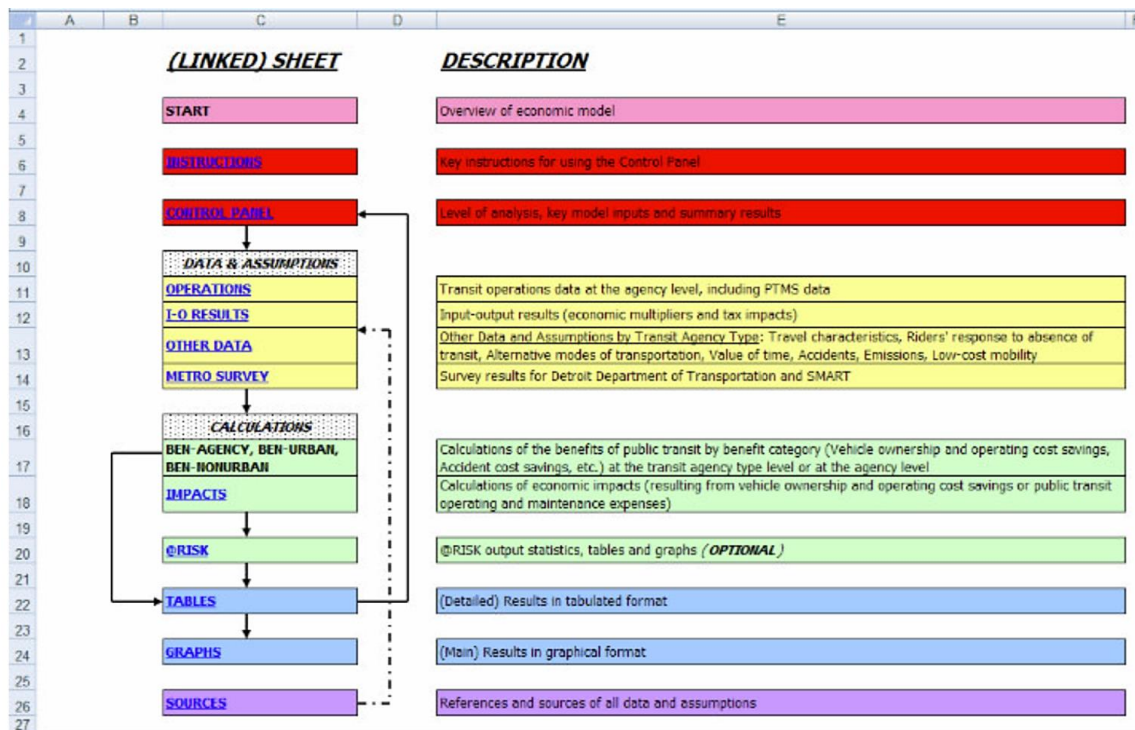 A B C D E F
1
2 (LINKED) SHEET DESCRIPTION
3
4 START Overview of economic model
5
6 INSTRUCTIONS Key instructions for using the Control Panel
7
8 CONTROL PANEL Level of analysis, key model inputs and summary results
9
10 DATA & ASSUMPTIONS
11 OPERATIONS Transit operations data at the agency level, including PTMS data
12 I-O RESULTS Input-output results (economic multipliers and tax impacts)
13 OTHER DATA Other Data and Assumptions by Transit Agency Type: Travel characteristics, Riders' response to absence of
transit, Alternative modes of transportation, Value of time, Accidents, Emissions, Low-cost mobility
14 METRO SURVEY Survey results for Detroit Department of Transportation and SMART
15
16 CALCULATIONS
17 BEN-AGENCY, BEN-URBAN, Calculations of the benefits of public transit by benefit category (Vehicle ownership and operating cost savings,
BEN-NONURBAN Accident cost savings, etc.) at the transit agency type level or at the agency level
18 IMPACTS Calculations of economic impacts (resulting from vehicle ownership and operating cost savings or public transit
operating and maintenance expenses)
19
20 @RISK @RISK output statistics, tables and graphs (OPTIONAL)
21
22 TABLES (Detailed) Results in tabulated format
23
24 GRAPHS (Main) Results in graphical format
25
26 SOURCES References and sources of all data and assumptions
27